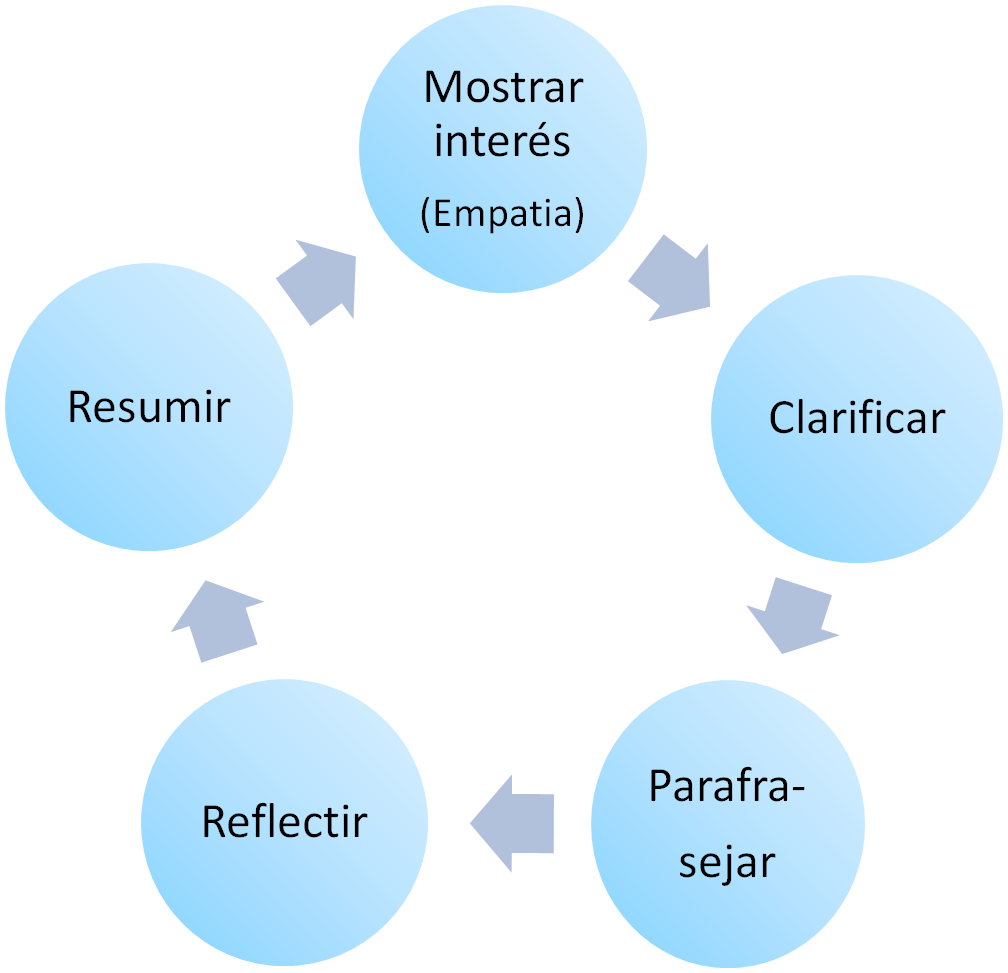 Mostrar
interés
(Empatia)
Clarificar
Parafra-
sejar
Reflectir
Resumir